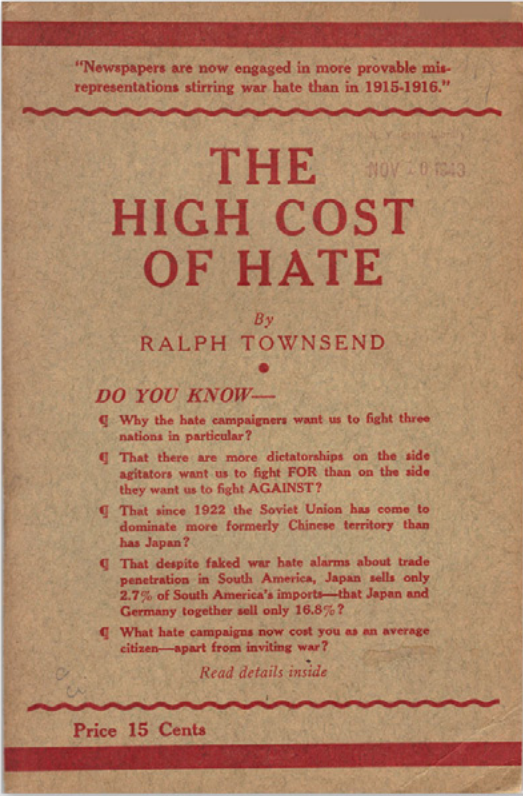 "Newspapers are now engaged in more provable mis-
representations stirring war hate than in 1915-1916."
THE
HIGH COST
OF HATE
By
RALPH TOWNSEND
DO YOU KNOW—
¶ Why the hate campaigners want us to fight three
nations in particular?
¶ That there are more dictatorships on the side
agitators want us to fight FOR than on the side
they want us to fight AGAINST?
¶ That since 1922 the Soviet Union has come to
dominate more formerly Chinese territory than
has Japan?
¶ That despite faked war hate alarms about trade
penetration in South America, Japan sells only
2.7% of South America's imports—that Japan and
Germany together sell only 16.8%?
¶ What hate campaigns now cost you as an average
citizen—apart from inviting war?
Read details inside
Price 15 Cents